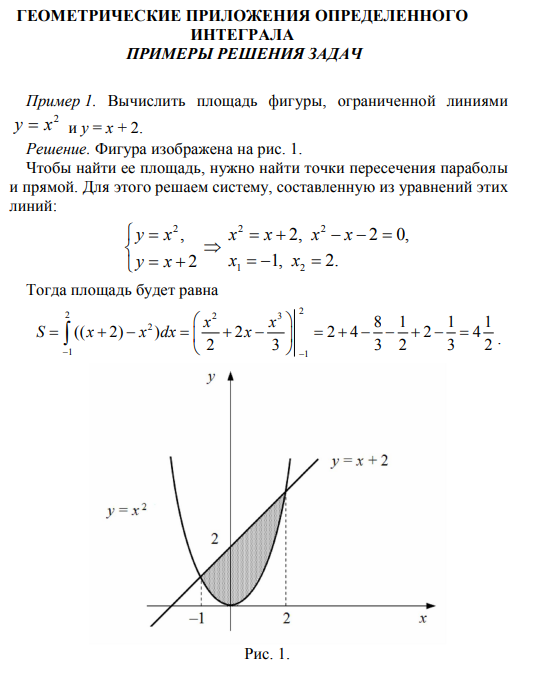 ГЕОМЕТРИЧЕСКИЕ ПРИЛОЖЕНИЯ ОПРЕДЕЛЕННОГО
ИНТЕГРАЛА
ПРИМЕРЫ РЕШЕНИЯ ЗАДАЧ
Пример 1. Вычислить площадь фигуры, ограниченной линиями
y = x² и y = x + 2.
Решение. Фигура изображена на рис. 1.
Чтобы найти ее площадь, нужно найти точки пересечения параболы
и прямой. Для этого решаем систему, составленную из уравнений этих
линий:
{ y = x², y = x + 2 ⇒ x² = x + 2, x² − x − 2 = 0,
x₁ = −1, x₂ = 2.
Тогда площадь будет равна
S = ∫₋₁² ((x + 2) − x²)dx = (x²/2 + 2x − x³/3)|₋₁² = 2 + 4 − 8/3 − 1/2 + 2 − 1/3 = 4 1/2 .
y
y = x + 2
y = x²
2
−1 2 x
Рис. 1.